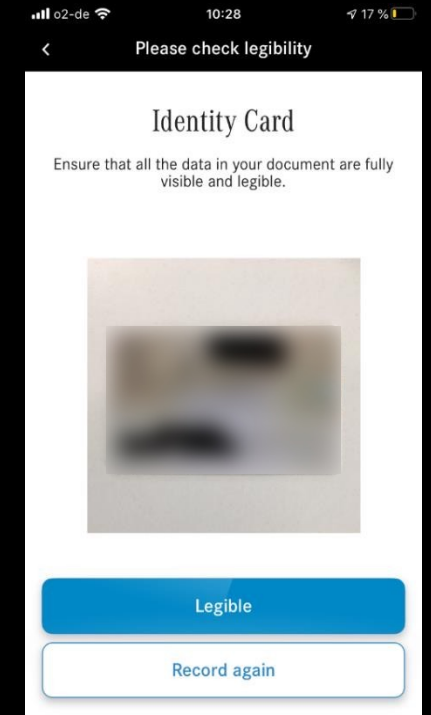 o2-de 10:28 17 %
Please check legibility
Identity Card
Ensure that all the data in your document are fully
visible and legible.
Legible
Record again